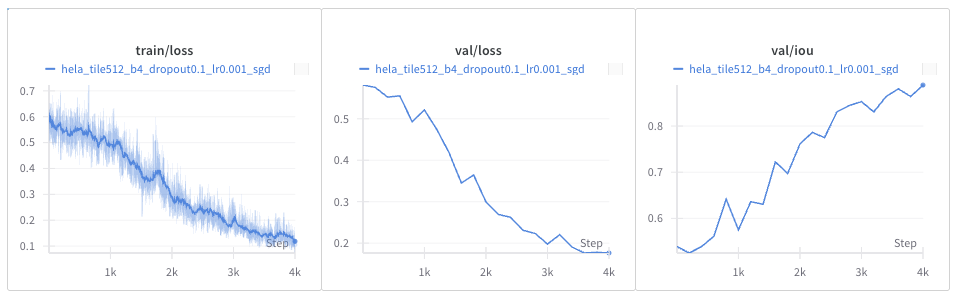 train/loss
hela_tile512_b4_dropout0.1_lr0.001_sgd
0.7
0.6
0.5
0.4
0.3
0.2
0.1
Step
1k 2k 3k 4k
val/loss
hela_tile512_b4_dropout0.1_lr0.001_sgd
0.5
0.4
0.3
0.2
Step
1k 2k 3k 4k
val/iou
hela_tile512_b4_dropout0.1_lr0.001_sgd
0.8
0.7
0.6
Step
1k 2k 3k 4k